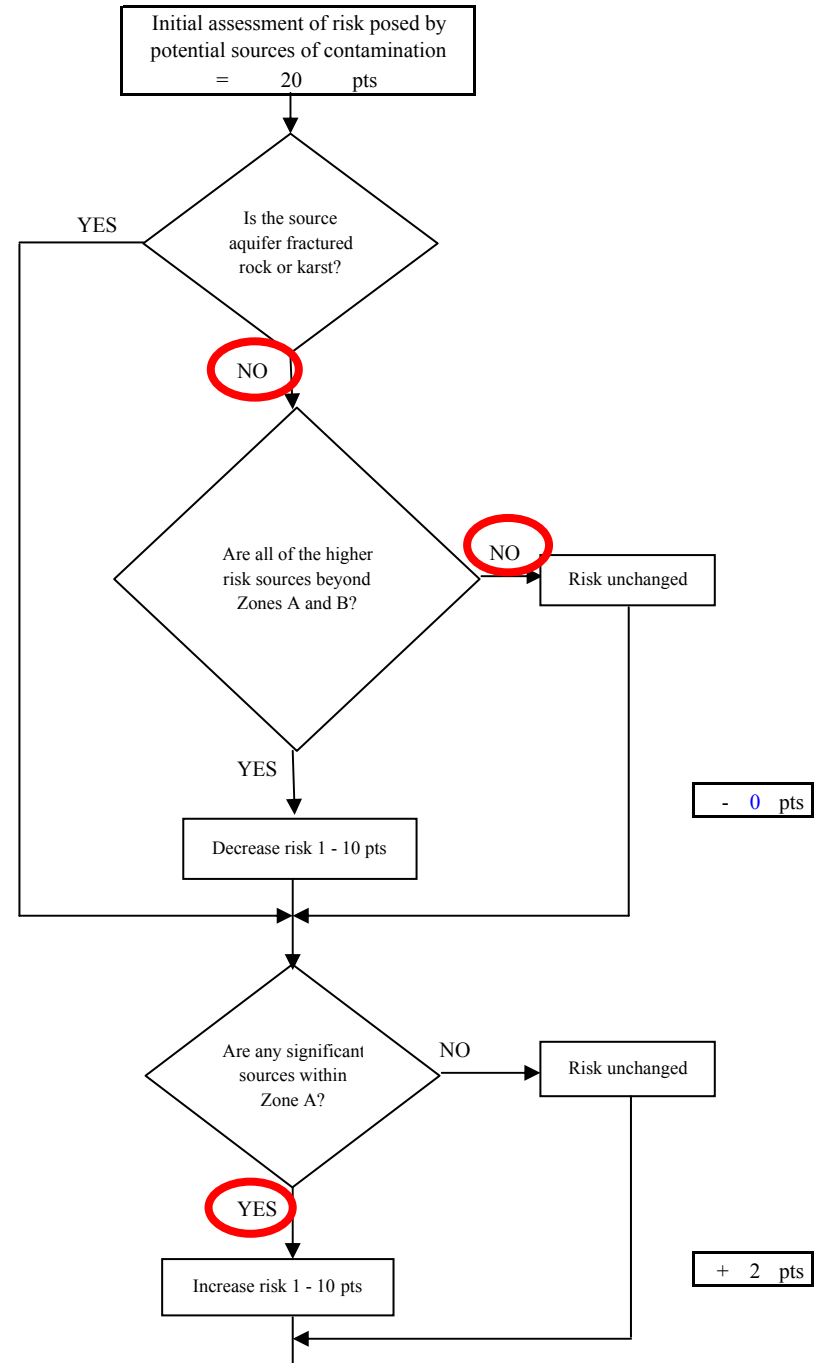 Initial assessment of risk posed by
potential sources of contamination
= 20 pts
YES
Is the source
aquifer fractured
rock or karst?
NO
Are all of the higher
risk sources beyond
Zones A and B?
NO
Risk unchanged
YES
- 0 pts
Decrease risk 1 - 10 pts
Are any significant
sources within
Zone A?
NO
Risk unchanged
YES
Increase risk 1 - 10 pts
+ 2 pts